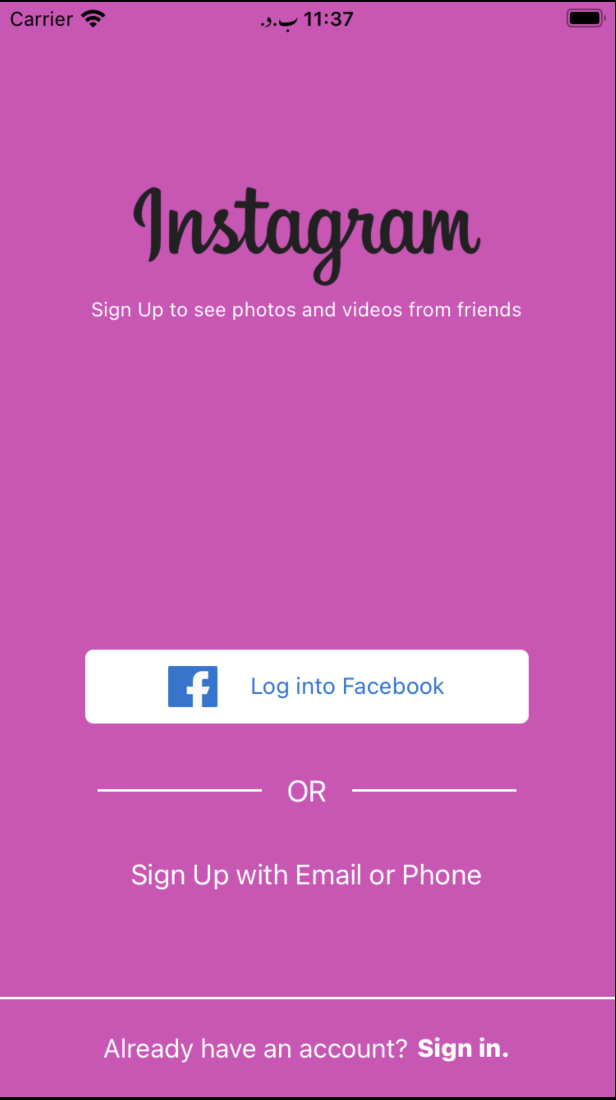 Carrier
11:37 ب.د.
Instagram
Sign Up to see photos and videos from friends
Log into Facebook
OR
Sign Up with Email or Phone
Already have an account? Sign in.